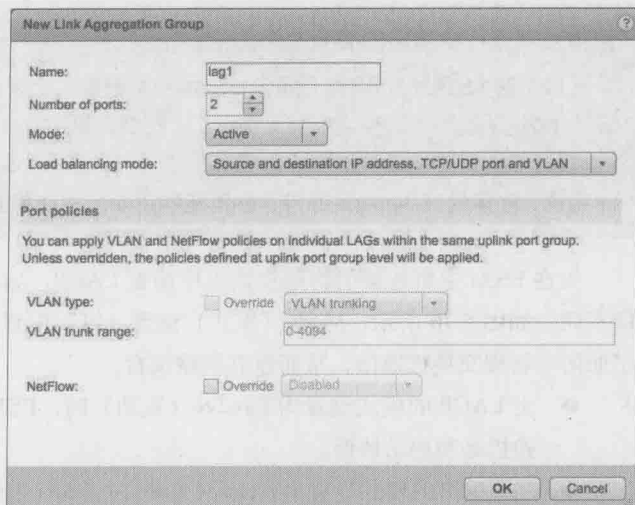 New Link Aggregation Group
?
Name:
lag1
Number of ports:
2
Mode:
Active
Load balancing mode:
Source and destination IP address, TCP/UDP port and VLAN
Port policies
You can apply VLAN and NetFlow policies on individual LAGs within the same uplink port group.
Unless overridden, the policies defined at uplink port group level will be applied.
VLAN type:
Override
VLAN trunking
VLAN trunk range:
0-4094
NetFlow:
Override
Disabled
OK
Cancel